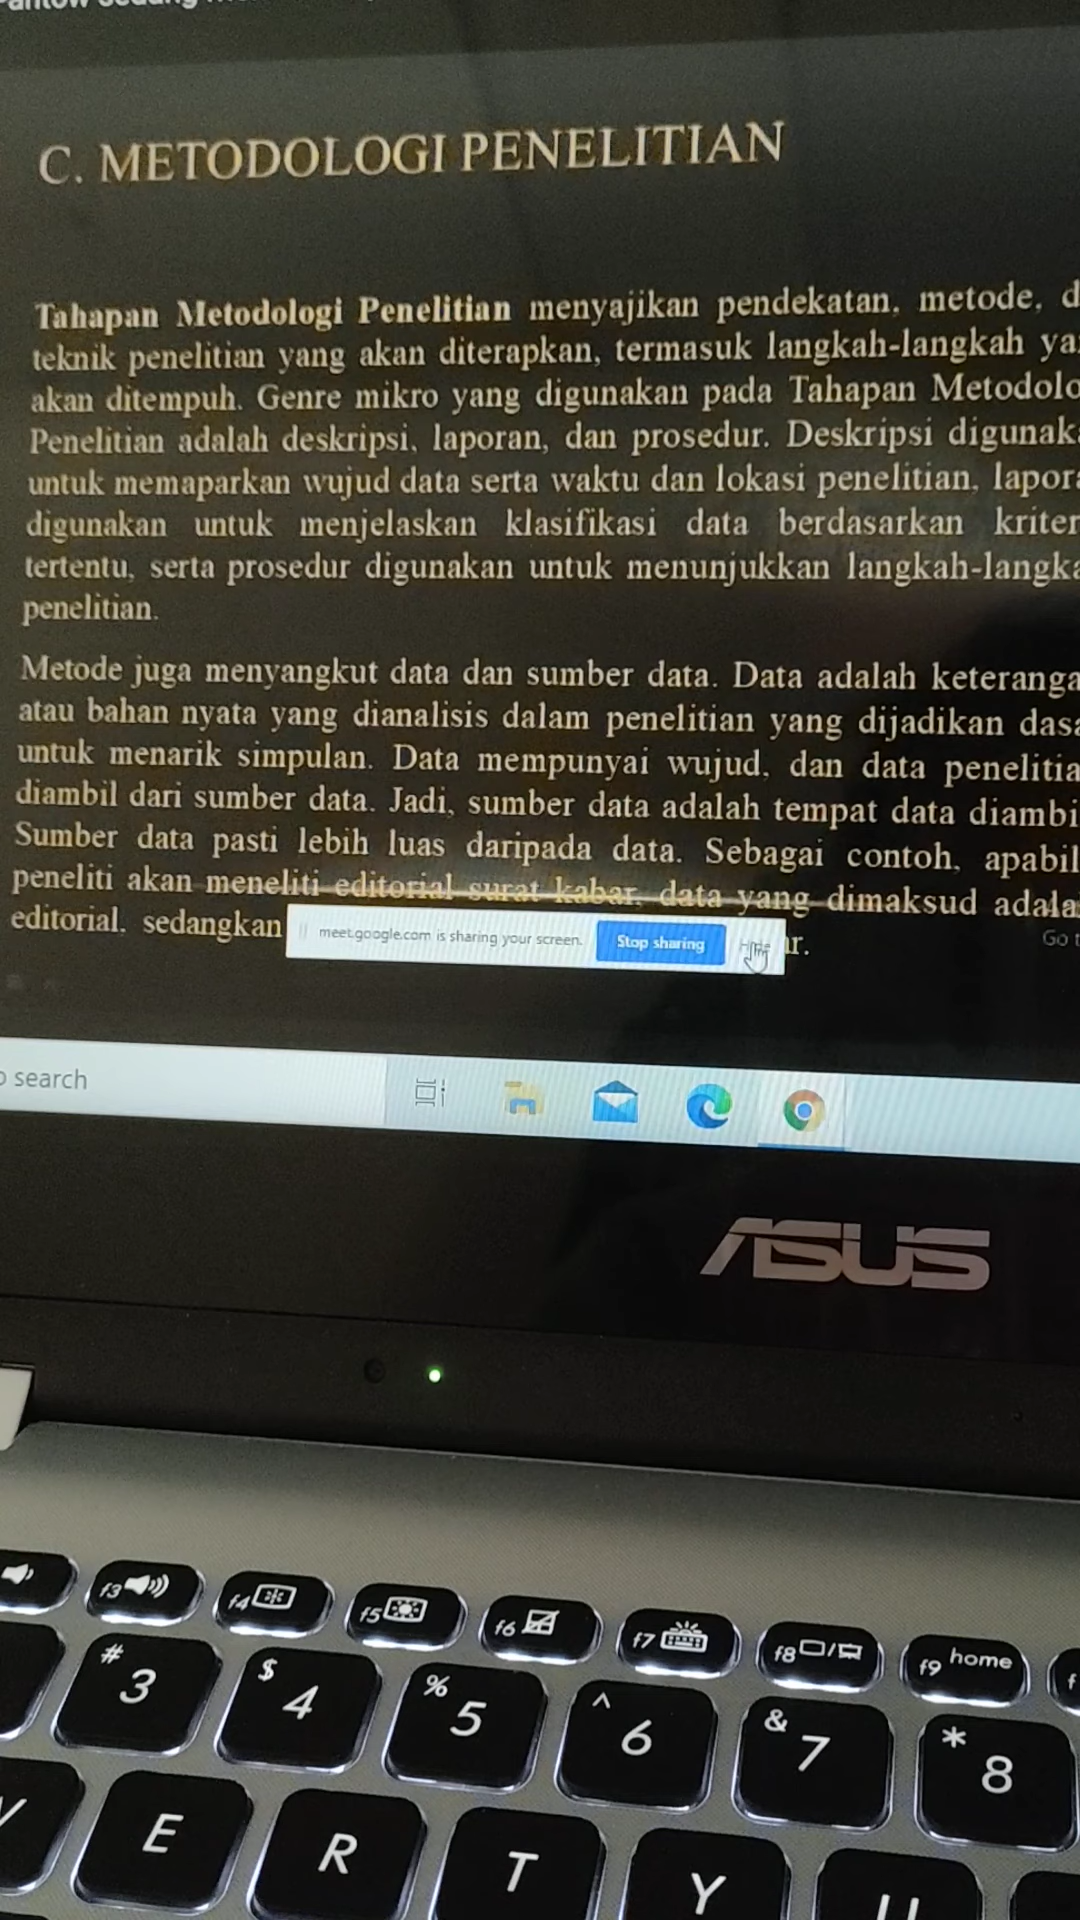 C. METODOLOGI PENELITIAN
Tahapan Metodologi Penelitian menyajikan pendekatan, metode, d
teknik penelitian yang akan diterapkan, termasuk langkah-langkah ya
akan ditempuh. Genre mikro yang digunakan pada Tahapan Metodolo
Penelitian adalah deskripsi, laporan, dan prosedur. Deskripsi digunak
untuk memaparkan wujud data serta waktu dan lokasi penelitian, lapor
digunakan untuk menjelaskan klasifikasi data berdasarkan kriter
tertentu, serta prosedur digunakan untuk menunjukkan langkah-langka
penelitian.
Metode juga menyangkut data dan sumber data. Data adalah keteranga
atau bahan nyata yang dianalisis dalam penelitian yang dijadikan dasa
untuk menarik simpulan. Data mempunyai wujud, dan data penelitia
diambil dari sumber data. Jadi, sumber data adalah tempat data diambi
Sumber data pasti lebih luas daripada data. Sebagai contoh, apabil
peneliti akan meneliti editorial surat kabar, data yang dimaksud adala
editorial, sedangkan
meet.google.com is sharing your screen. Stop sharing Hide
ar.
Go t
o search
ASUS
f3 f4 f5 f6 f7 f8 f9 home f
# 3 $ 4 % 5 ^ 6 & 7 * 8
E R T Y U